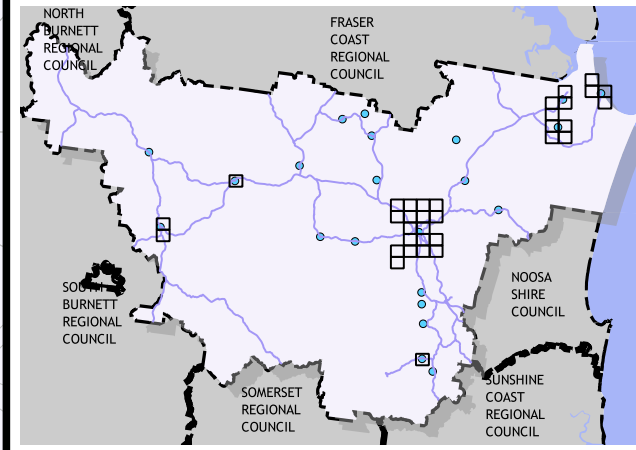 NORTH
BURNETT
REGIONAL
COUNCIL
FRASER
COAST
REGIONAL
COUNCIL
SOUTH
BURNETT
REGIONAL
COUNCIL
NOOSA
SHIRE
COUNCIL
SOMERSET
REGIONAL
COUNCIL
SUNSHINE
COAST
REGIONAL
COUNCIL